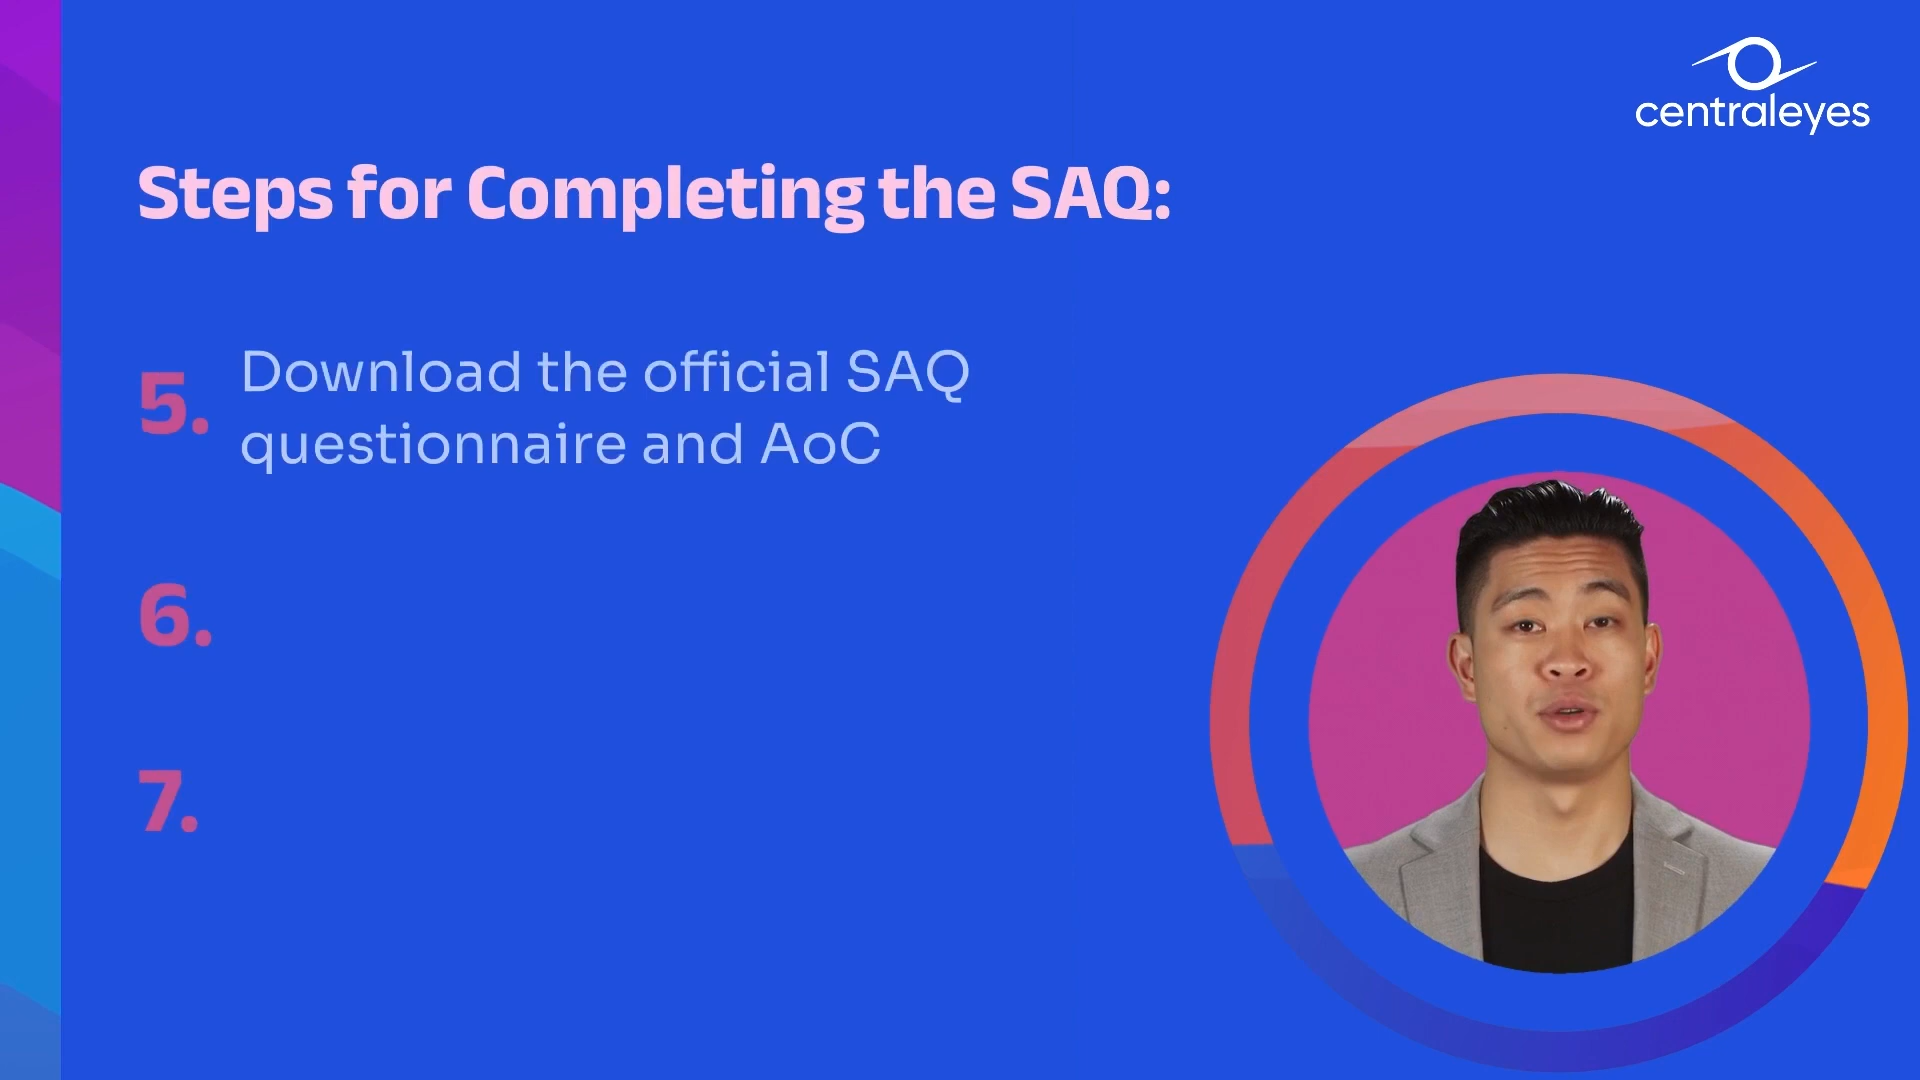 centraleyes
Steps for Completing the SAQ:
5. Download the official SAQ
questionnaire and AoC
6.
7.